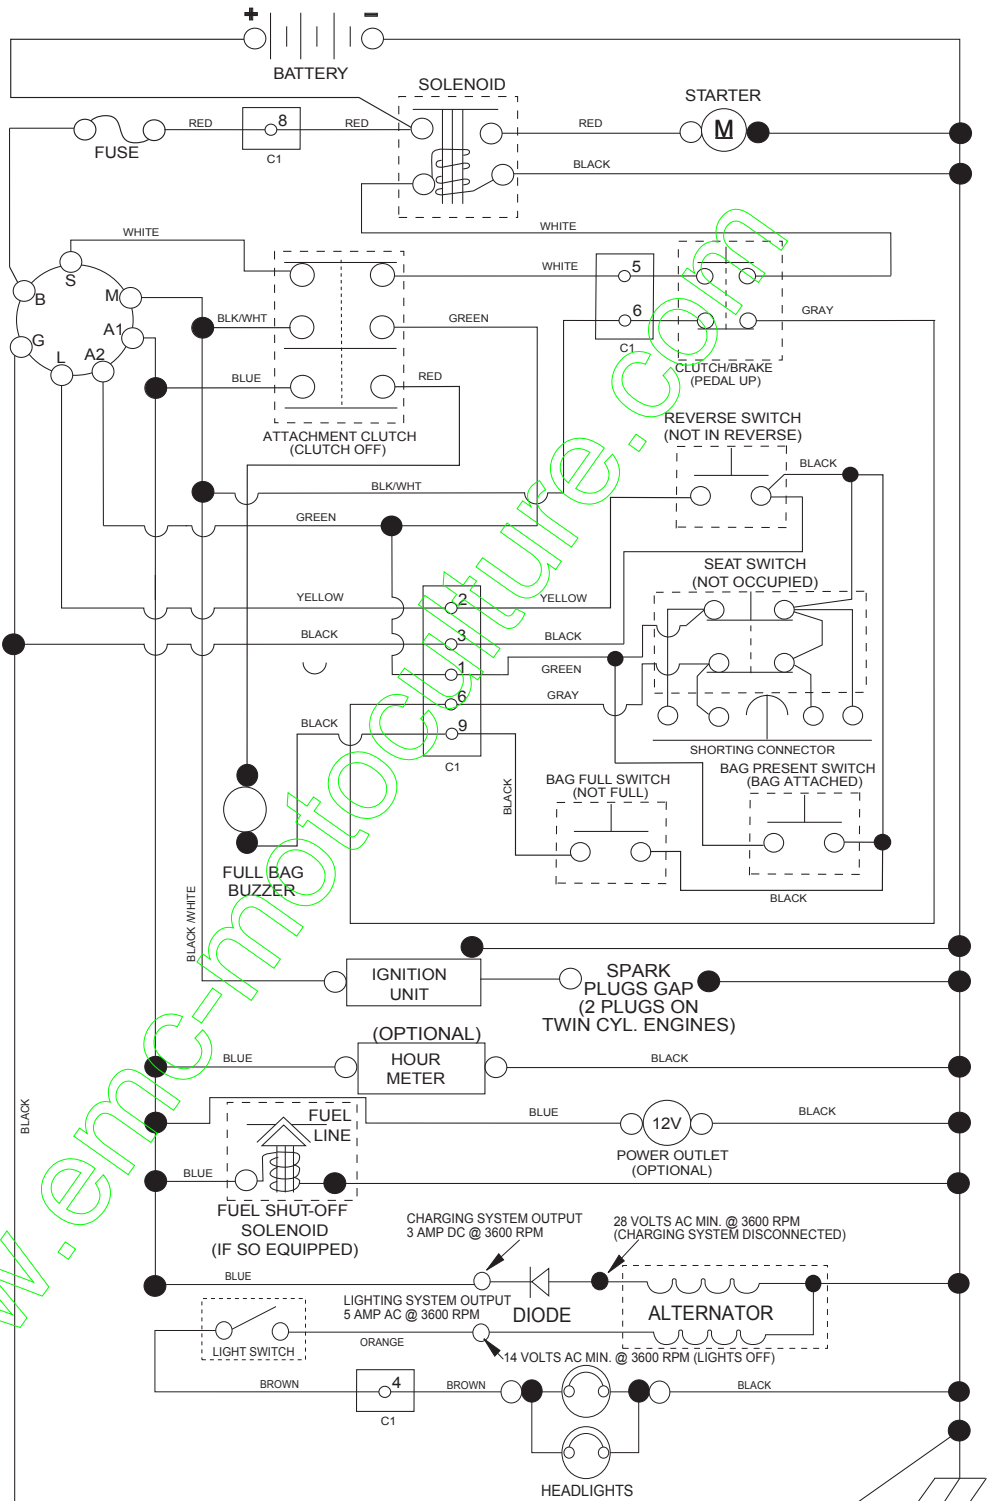 + −
BATTERY
SOLENOID
STARTER
M
RED
8
RED
RED
FUSE
C1
BLACK
WHITE
WHITE
S
B
M
G
A1
L
A2
WHITE
5
BLK/WHT
GREEN
6
GRAY
C1
BLUE
RED
CLUTCH/BRAKE
(PEDAL UP)
ATTACHMENT CLUTCH
(CLUTCH OFF)
REVERSE SWITCH
(NOT IN REVERSE)
BLACK
BLK/WHT
GREEN
SEAT SWITCH
(NOT OCCUPIED)
YELLOW
2
YELLOW
BLACK
3
BLACK
1
GREEN
6
GRAY
BLACK
9
C1
SHORTING CONNECTOR
BLACK
BAG FULL SWITCH
(NOT FULL)
BAG PRESENT SWITCH
(BAG ATTACHED)
FULL BAG
BUZZER
BLACK
BLACK /WHITE
IGNITION
UNIT
SPARK
PLUGS GAP
(2 PLUGS ON
TWIN CYL. ENGINES)
(OPTIONAL)
HOUR
METER
BLUE
BLACK
BLACK
FUEL
LINE
BLUE
12V
BLACK
POWER OUTLET
(OPTIONAL)
BLUE
FUEL SHUT-OFF
SOLENOID
(IF SO EQUIPPED)
CHARGING SYSTEM OUTPUT
3 AMP DC @ 3600 RPM
28 VOLTS AC MIN. @ 3600 RPM
(CHARGING SYSTEM DISCONNECTED)
BLUE
DIODE
ALTERNATOR
LIGHTING SYSTEM OUTPUT
5 AMP AC @ 3600 RPM
LIGHT SWITCH
ORANGE
14 VOLTS AC MIN. @ 3600 RPM (LIGHTS OFF)
BROWN
4
BROWN
BLACK
C1
HEADLIGHTS
w.emc-motoculture.com